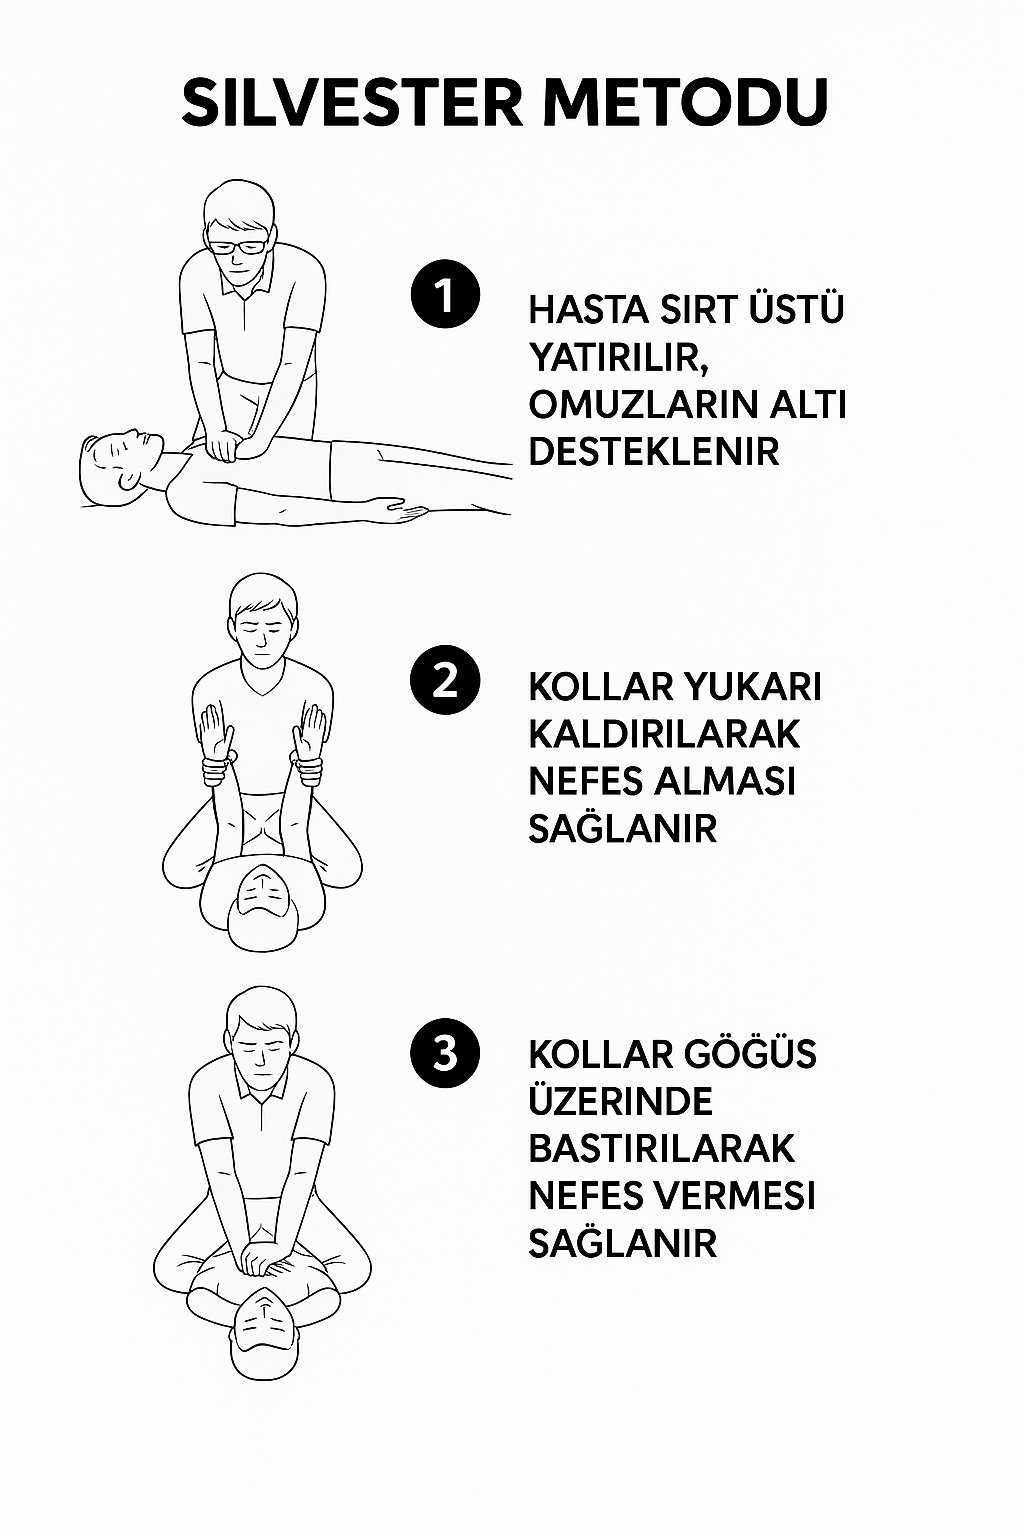 SILVESTER METODU
1
HASTA SIRT ÜSTÜ
YATIRILIR,
OMUZLARIN ALTI
DESTEKLENIR
2
KOLLAR YUKARI
KALDIRILARAK
NEFES ALMASI
SAĞLANIR
3
KOLLAR GÖĞÜS
ÜZERINDE
BASTIRILARAK
NEFES VERMESI
SAĞLANIR